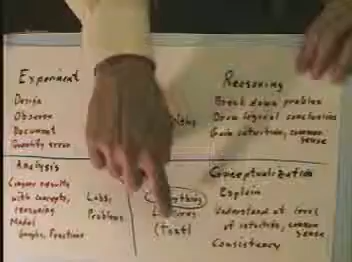 Experiment
Design
Observe
Document
Quantify error
Reasoning
Break down problem
Draw logical conclusions
Gain intuition, common
sense
Analysis
Compare results
with concepts,
reasoning
Model
Graphs, Functions
Labs,
Problems
(Text)
Conceptualization
Explain
Understand at level
of intuition, common
sense
Consistency